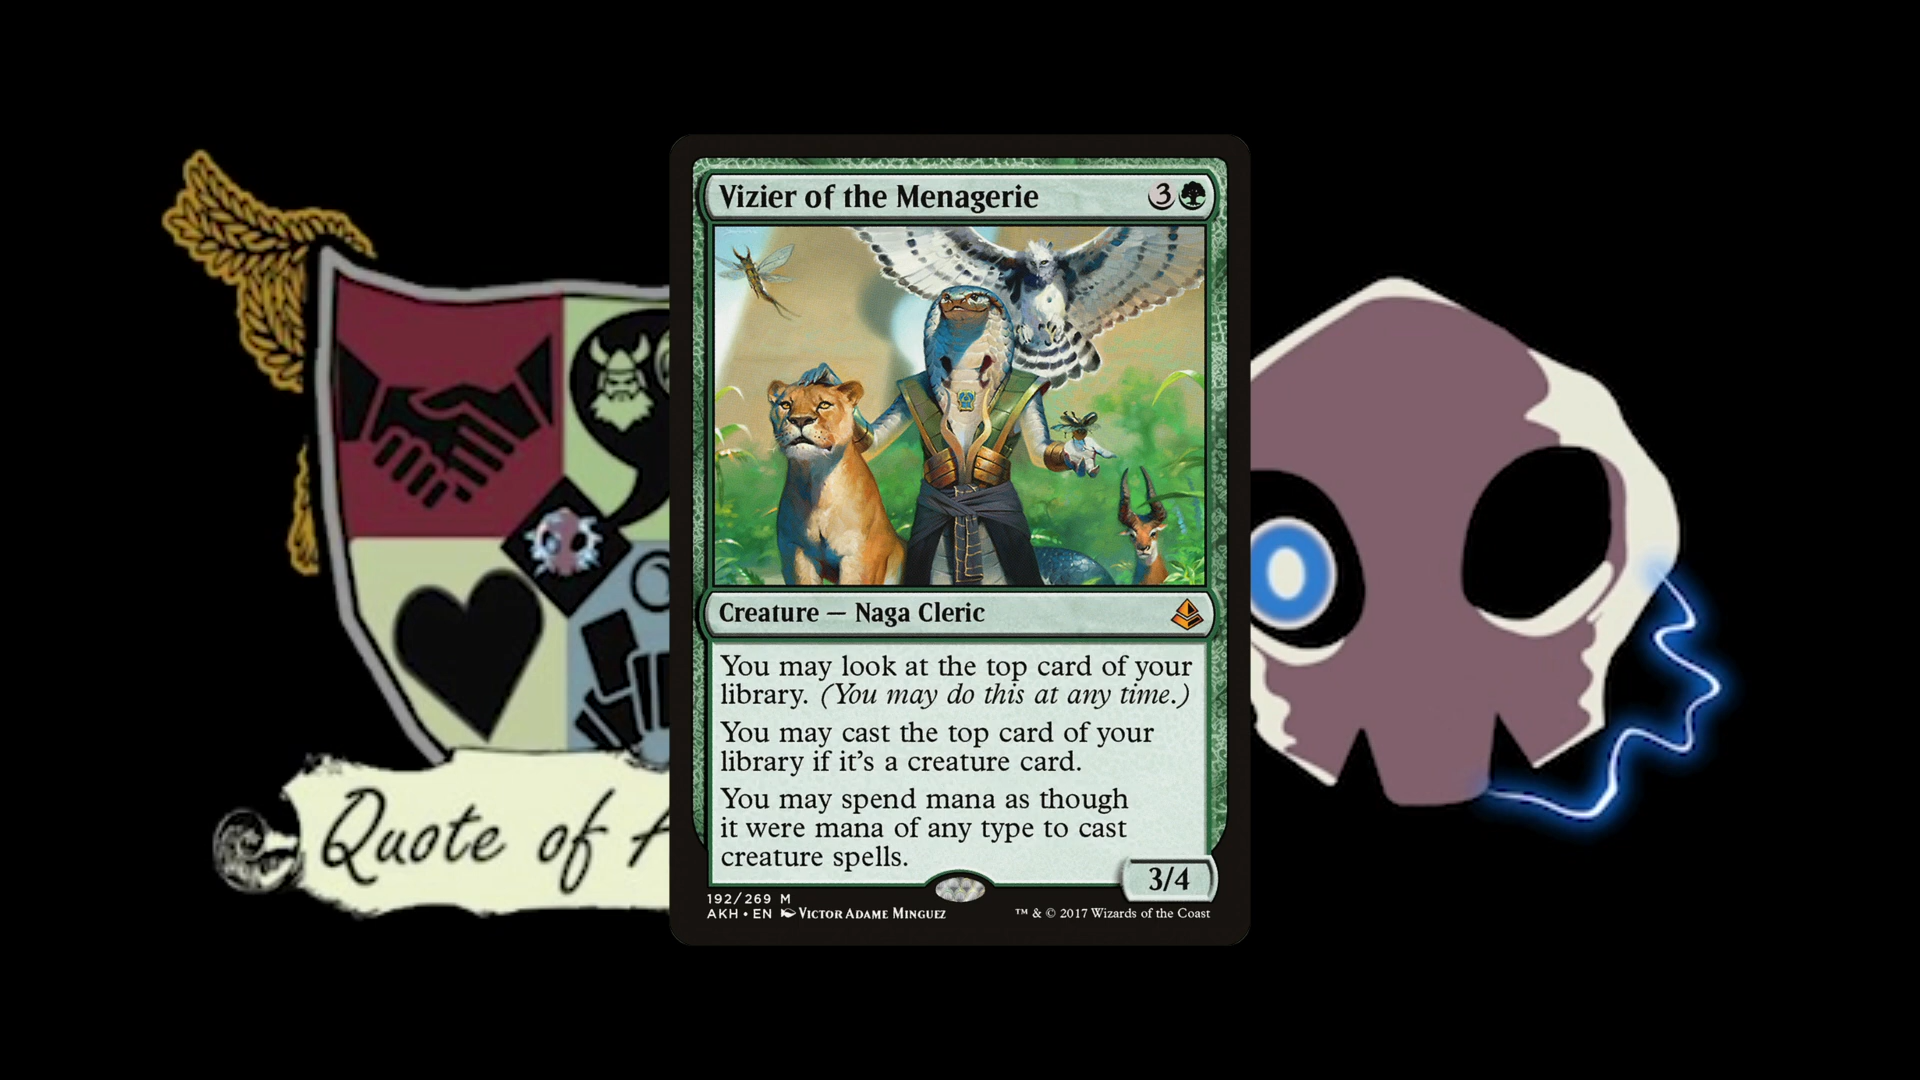 Vizier of the Menagerie 3
Creature — Naga Cleric
You may look at the top card of your
library. (You may do this at any time.)
You may cast the top card of your
library if it's a creature card.
You may spend mana as though
it were mana of any type to cast
creature spells.
3/4
192/269 M
AKH • EN Victor Adame Minguez
™ & © 2017 Wizards of the Coast
Quote of